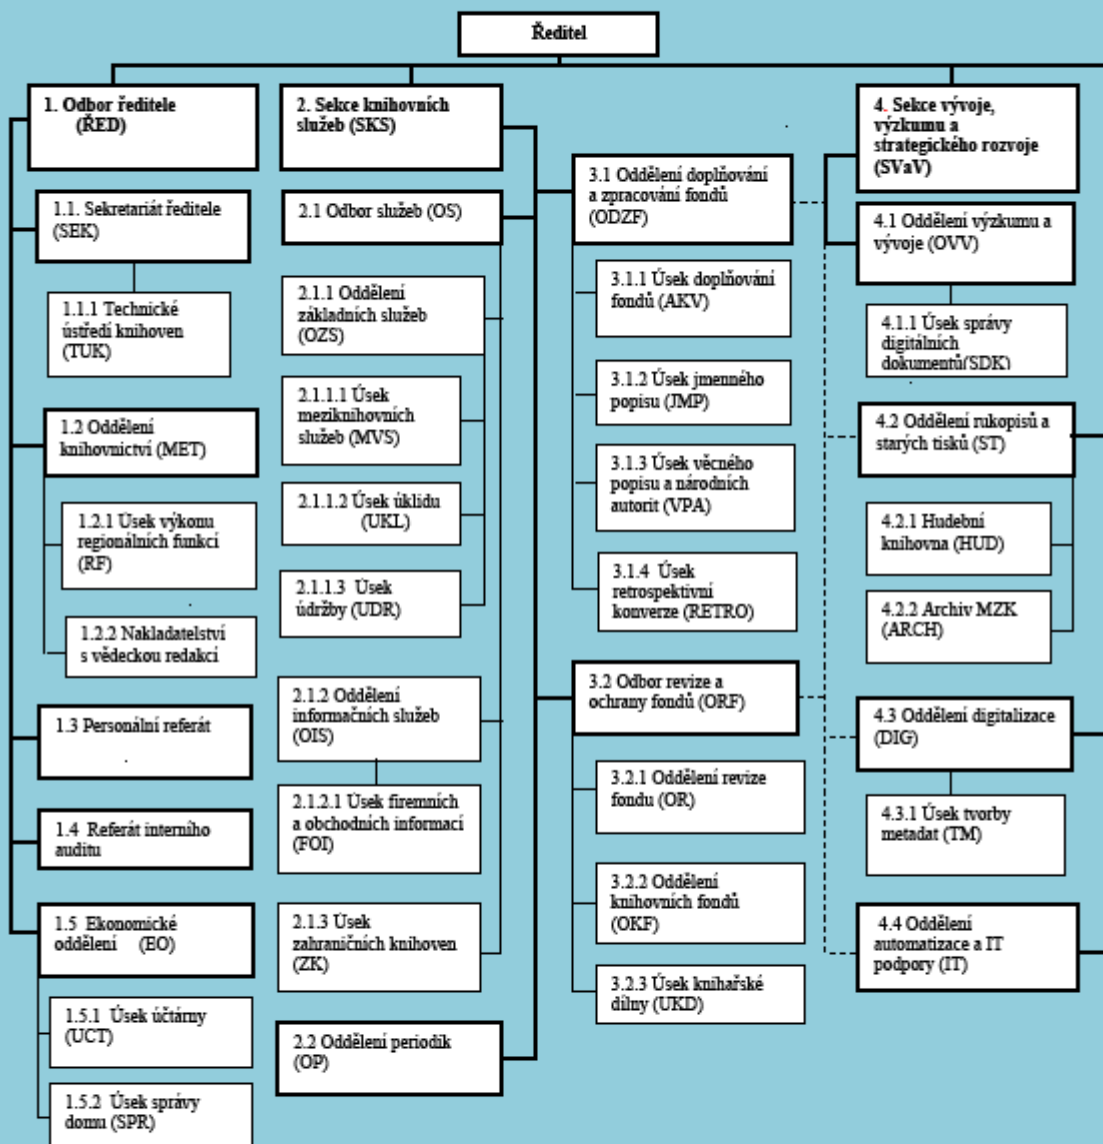 Ředitel
1. Odbor ředitele
(ŘED)
1.1. Sekretariát ředitele
(SEK)
1.1.1 Technické
ústředí knihoven
(TUK)
1.2 Oddělení
knihovnictví (MET)
1.2.1 Úsek výkonu
regionálních funkcí
(RF)
1.2.2 Nakladatelství
s vědeckou redakcí
1.3 Personální referát
1.4 Referát interního
auditu
1.5 Ekonomické
oddělení (EO)
1.5.1 Úsek účtárny
(UCT)
1.5.2 Úsek správy
domu (SPR)
2. Sekce knihovních
služeb (SKS)
2.1 Odbor služeb (OS)
2.1.1 Oddělení
základních služeb
(OZS)
2.1.1.1 Úsek
meziknihovních
služeb (MVS)
2.1.1.2 Úsek úklidu
(UKL)
2.1.1.3 Úsek
údržby (UDR)
2.1.2 Oddělení
informačních služeb
(OIS)
2.1.2.1 Úsek firemních
a obchodních informací
(FOI)
2.1.3 Úsek
zahraničních knihoven
(ZK)
2.2 Oddělení periodik
(OP)
3.1 Oddělení doplňování
a zpracování fondů
(ODZF)
3.1.1 Úsek doplňování
fondů (AKV)
3.1.2 Úsek jmenného
popisu (JMP)
3.1.3 Úsek věcného
popisu a národních
autorit (VPA)
3.1.4 Úsek
retrospektivní
konverze (RETRO)
3.2 Odbor revize a
ochrany fondů (ORF)
3.2.1 Oddělení revize
fondu (OR)
3.2.2 Oddělení
knihovních fondů
(OKF)
3.2.3 Úsek knihařské
dílny (UKD)
4. Sekce vývoje,
výzkumu a
strategického rozvoje
(SVaV)
4.1 Oddělení výzkumu a
vývoje (OVV)
4.1.1 Úsek správy
digitálních
dokumentů(SDK)
4.2 Oddělení rukopisů a
starých tisků (ST)
4.2.1 Hudební
knihovna (HUD)
4.2.2 Archiv MZK
(ARCH)
4.3 Oddělení digitalizace
(DIG)
4.3.1 Úsek tvorby
metadat (TM)
4.4 Oddělení
automatizace a IT
podpory (IT)